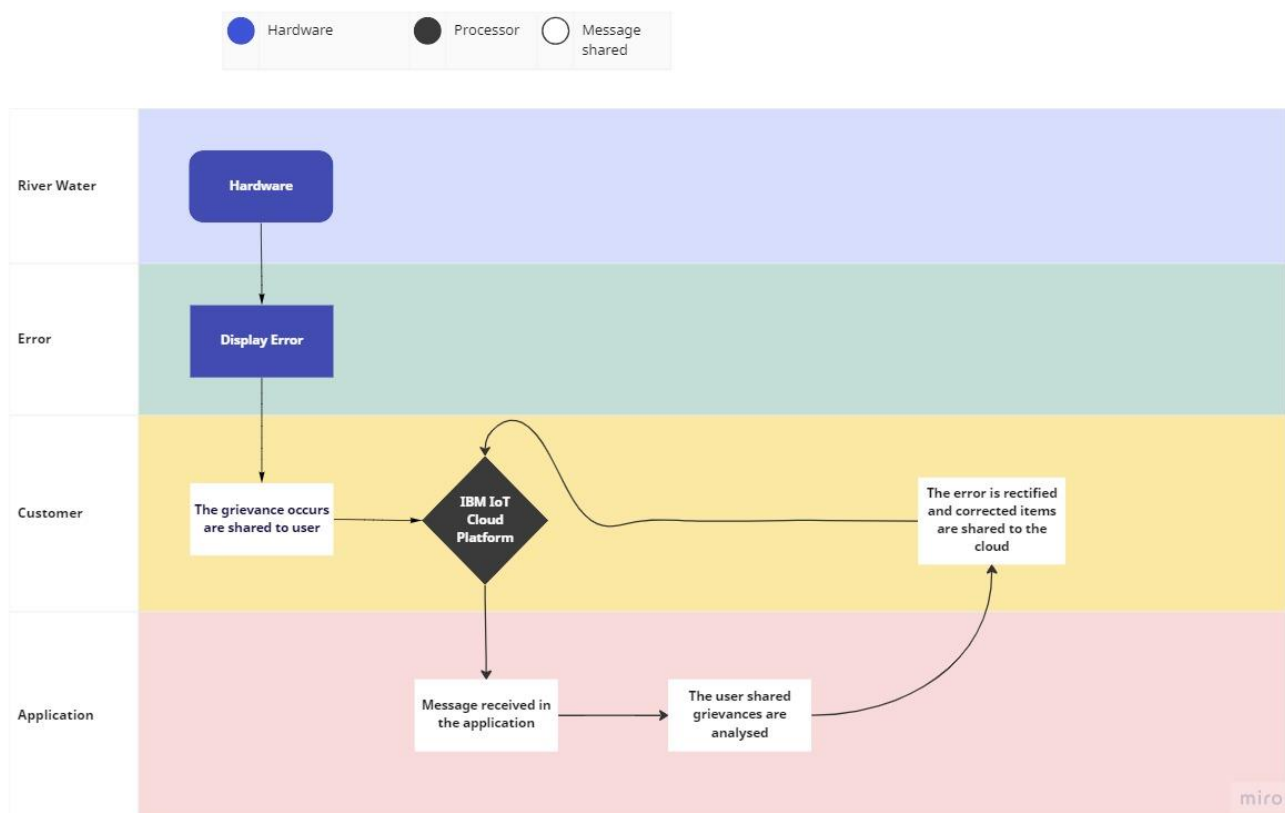 Hardware
Processor
Message
shared
River Water
Hardware
Error
Display Error
Customer
The grievance occurs
are shared to user
IBM IoT
Cloud
Platform
The error is rectified
and corrected items
are shared to the
cloud
Application
Message received in
the application
The user shared
grievances are
analysed
miro